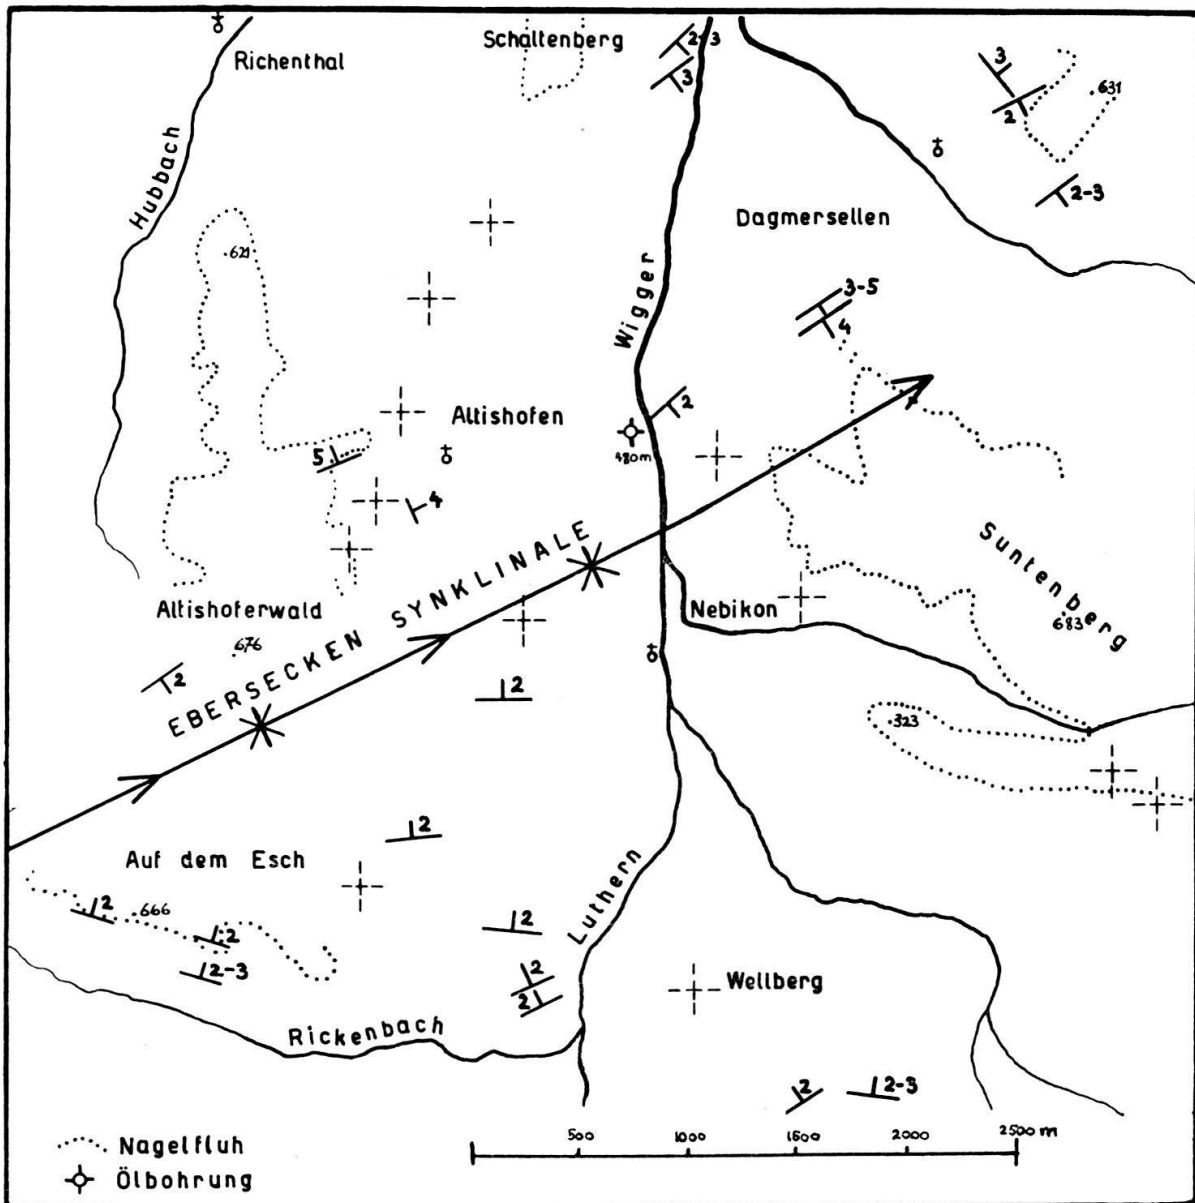 Schaltenberg
2-3
Richenthal
3
3
.631
2
Hubbach
2-3
Dagmersellen
.621
Wigger
3-5
4
2
Altishofen
480m
5
4
EBERSECKEN SYNKLINALE
Suntenberg
Altishoferwald
Nebikon
683
.676
2
2
.323
2
Auf dem Esch
2
.666
2
2
2-3
2
2
Luthern
Wellberg
Rickenbach
2
2-3
Nagelfluh
Ölbohrung
500 1000 1500 2000 2500 m